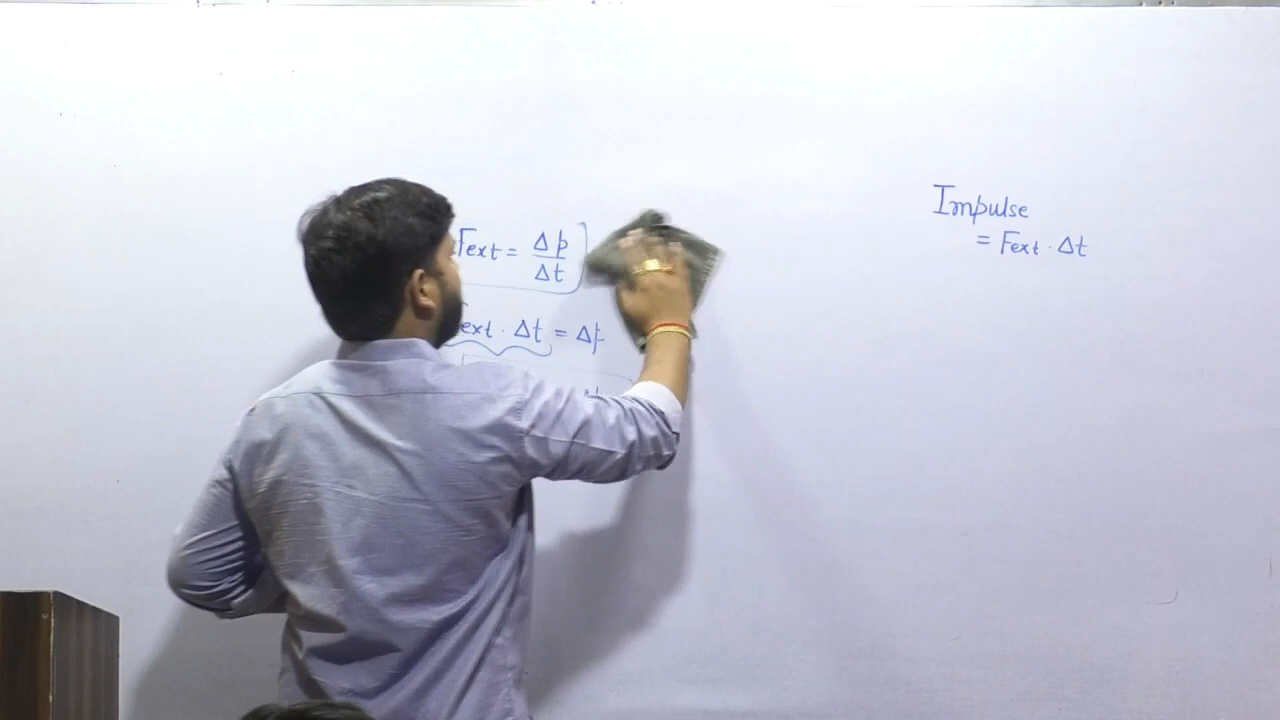 Fext = Δp/Δt
ext · Δt = Δp
Impulse
= Fext · Δt